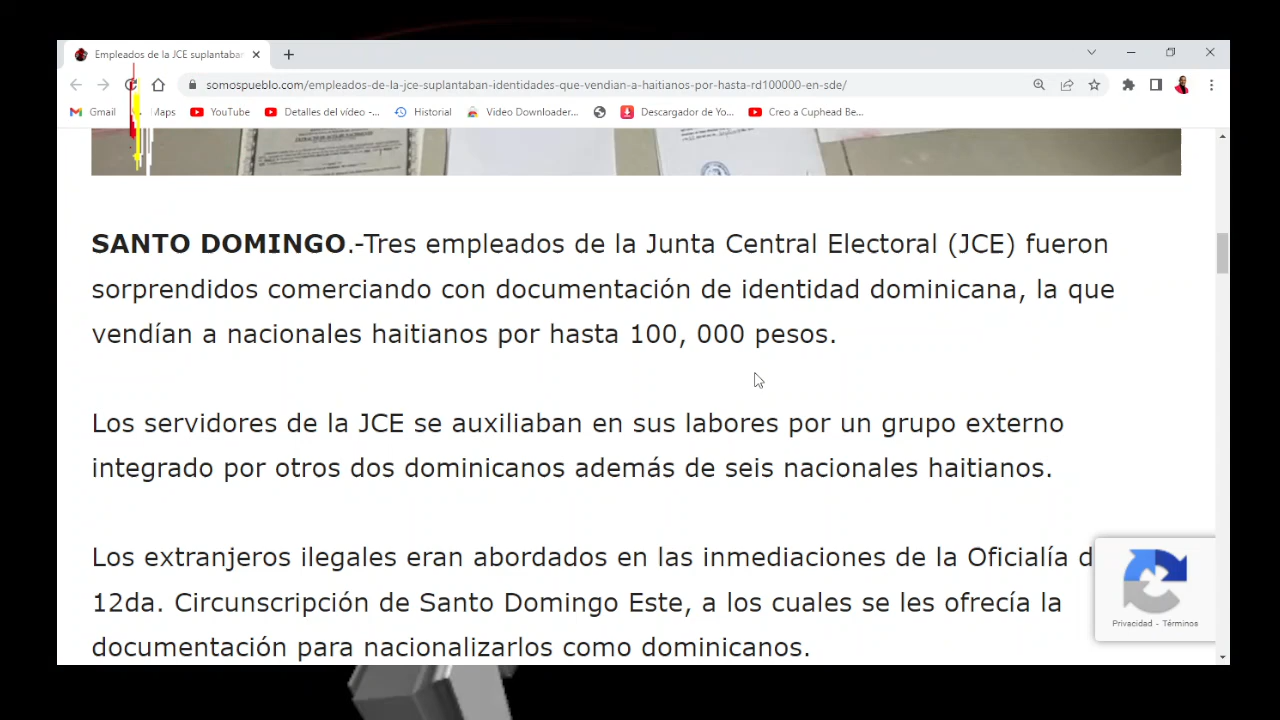 Empleados de la JCE suplantaba
somospueblo.com/empleados-de-la-jce-suplantaban-identidades-que-vendian-a-haitianos-por-hasta-rd100000-en-sde/
Gmail Maps YouTube Detalles del vídeo -... Historial Video Downloader... Descargador de Yo... Creo a Cuphead Be...
SANTO DOMINGO.-Tres empleados de la Junta Central Electoral (JCE) fueron
sorprendidos comerciando con documentación de identidad dominicana, la que
vendían a nacionales haitianos por hasta 100, 000 pesos.
Los servidores de la JCE se auxiliaban en sus labores por un grupo externo
integrado por otros dos dominicanos además de seis nacionales haitianos.
Los extranjeros ilegales eran abordados en las inmediaciones de la Oficialía d
12da. Circunscripción de Santo Domingo Este, a los cuales se les ofrecía la
documentación para nacionalizarlos como dominicanos.
Privacidad - Términos